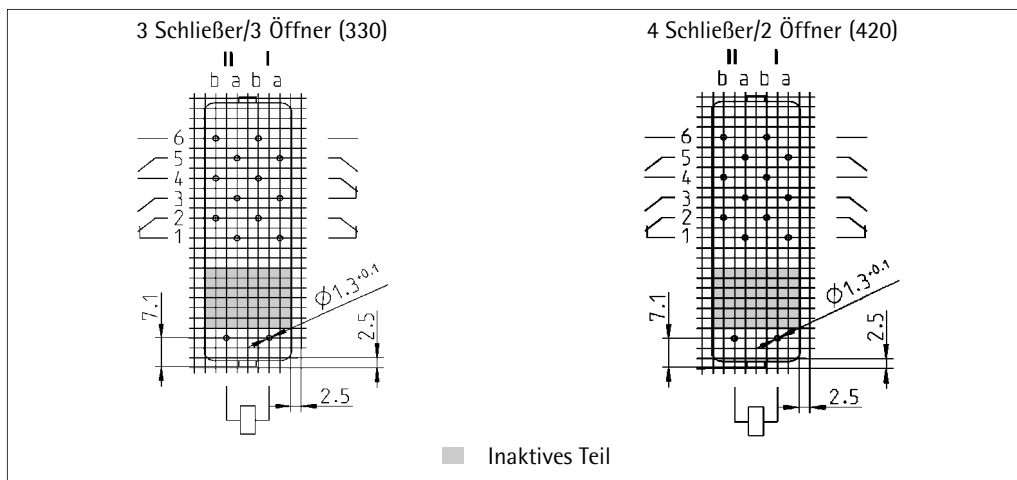 3 Schließer/3 Öffner (330)
II I
b a b a
6
5
4
3
2
1
7.1
Ø1.3+0.1
2.5
2.5
4 Schließer/2 Öffner (420)
II I
b a b a
6
5
4
3
2
1
7.1
Ø1.3+0.1
2.5
2.5
Inaktives Teil